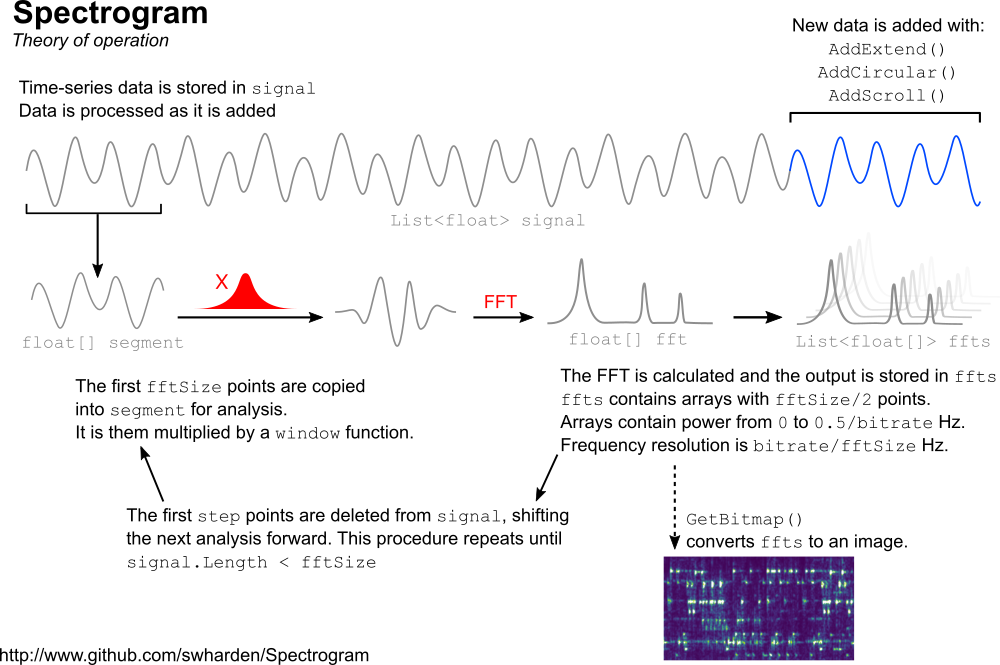 Spectrogram
Theory of operation
New data is added with:
AddExtend()
AddCircular()
AddScroll()
Time-series data is stored in signal
Data is processed as it is added
List<float> signal
X
FFT
float[] segment
float[] fft
List<float[]> ffts
The first fftSize points are copied
into segment for analysis.
It is them multiplied by a window function.
The FFT is calculated and the output is stored in ffts
ffts contains arrays with fftSize/2 points.
Arrays contain power from 0 to 0.5/bitrate Hz.
Frequency resolution is bitrate/fftSize Hz.
The first step points are deleted from signal, shifting
the next analysis forward. This procedure repeats until
signal.Length < fftSize
GetBitmap()
converts ffts to an image.
http://www.github.com/swharden/Spectrogram